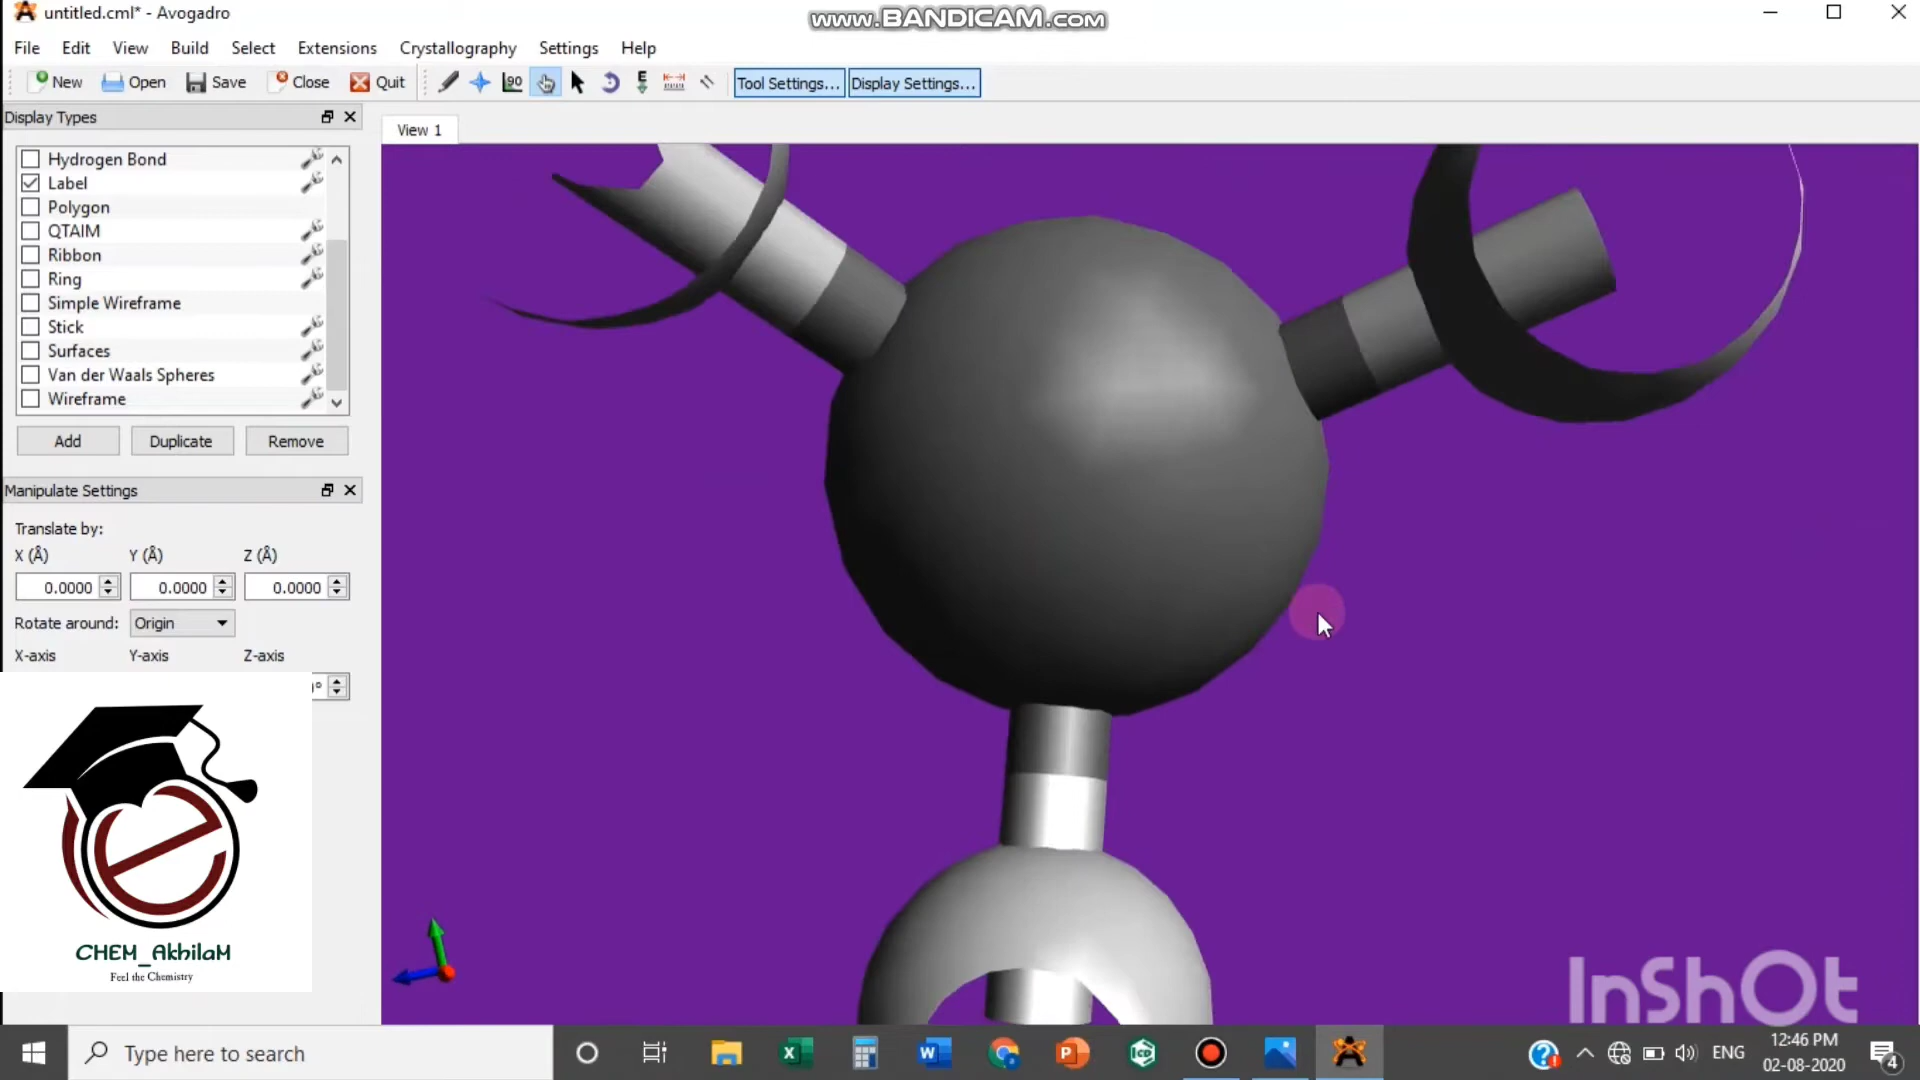 untitled.cml* - Avogadro
www.BANDICAM.com
File Edit View Build Select Extensions Crystallography Settings Help
New Open Save Close Quit 90 E Tool Settings... Display Settings...
Display Types
View 1
Hydrogen Bond
Label
Polygon
QTAIM
Ribbon
Ring
Simple Wireframe
Stick
Surfaces
Van der Waals Spheres
Wireframe
Add Duplicate Remove
Manipulate Settings
Translate by:
X (Å) Y (Å) Z (Å)
0.0000 0.0000 0.0000
Rotate around: Origin
X-axis Y-axis Z-axis
CHEM_AkhilaM
Feel the Chemistry
InShOt
Type here to search
ENG
12:46 PM
02-08-2020
4